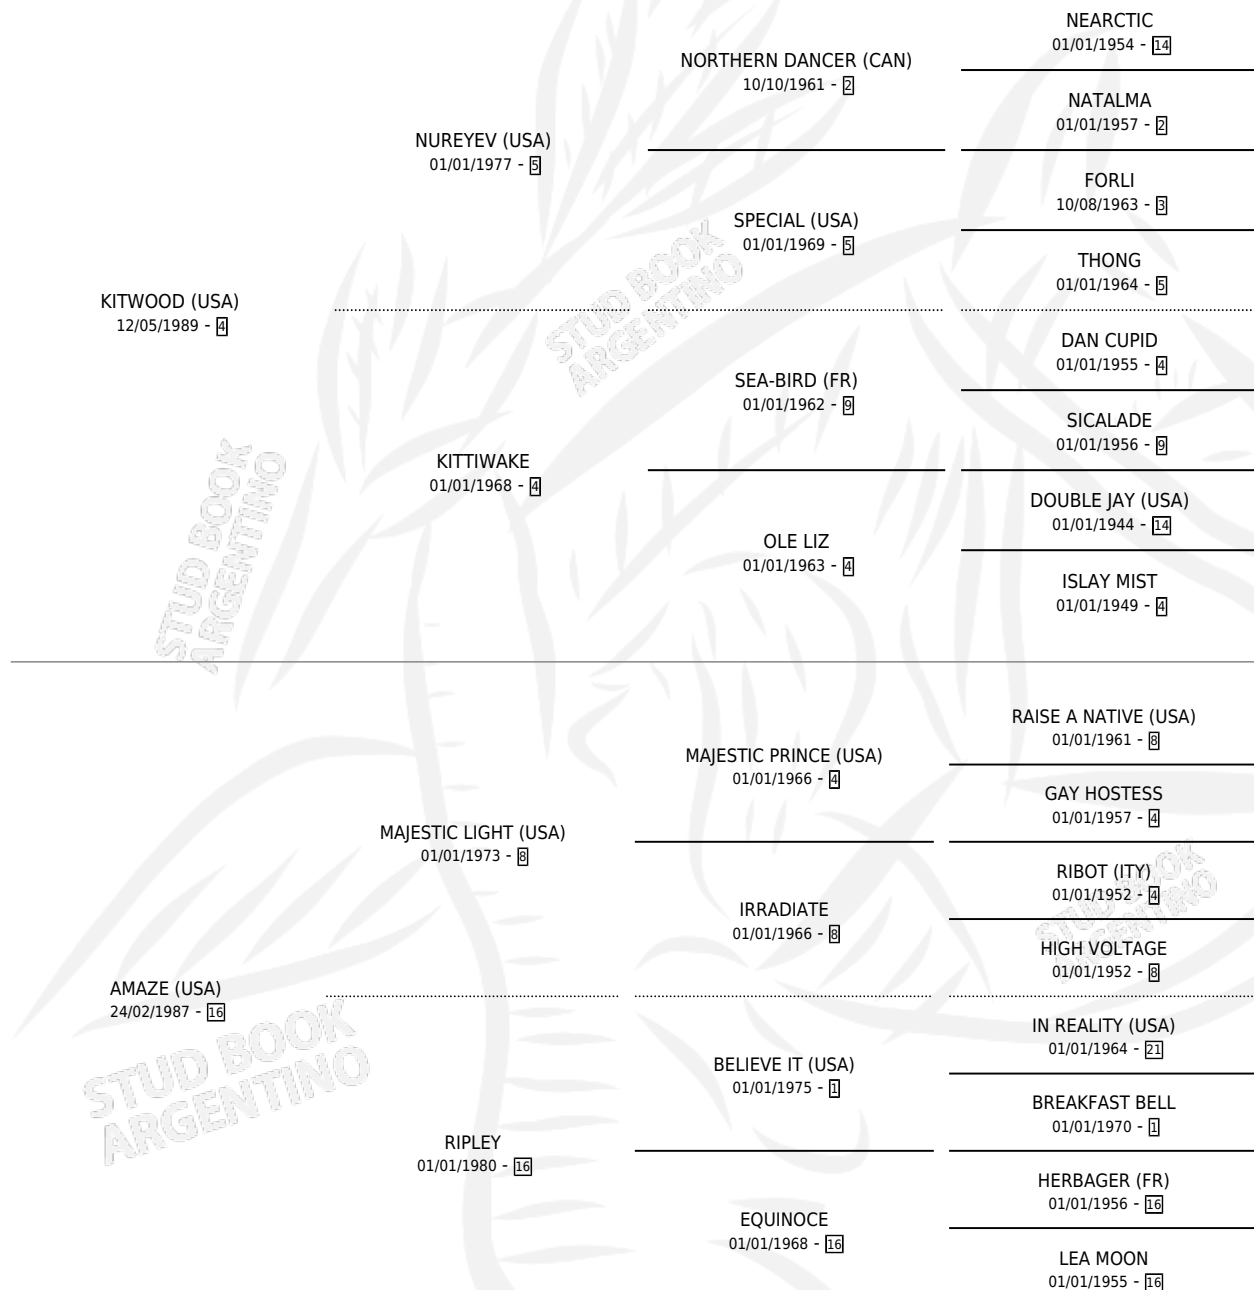 NEARCTIC
01/01/1954 - 14
NORTHERN DANCER (CAN)
10/10/1961 - 2
NATALMA
01/01/1957 - 2
NUREYEV (USA)
01/01/1977 - 5
FORLI
10/08/1963 - 3
SPECIAL (USA)
01/01/1969 - 5
THONG
01/01/1964 - 5
KITWOOD (USA)
12/05/1989 - 4
DAN CUPID
01/01/1955 - 4
SEA-BIRD (FR)
01/01/1962 - 9
SICALADE
01/01/1956 - 9
KITTIWAKE
01/01/1968 - 4
DOUBLE JAY (USA)
01/01/1944 - 14
OLE LIZ
01/01/1963 - 4
ISLAY MIST
01/01/1949 - 4
STUD BOOK
ARGENTINO
STUD BOOK
ARGENTINO
RAISE A NATIVE (USA)
01/01/1961 - 8
MAJESTIC PRINCE (USA)
01/01/1966 - 4
GAY HOSTESS
01/01/1957 - 4
MAJESTIC LIGHT (USA)
01/01/1973 - 8
RIBOT (ITY)
01/01/1952 - 4
IRRADIATE
01/01/1966 - 8
HIGH VOLTAGE
01/01/1952 - 8
STUD BOOK
ARGENTINO
AMAZE (USA)
24/02/1987 - 16
IN REALITY (USA)
01/01/1964 - 21
BELIEVE IT (USA)
01/01/1975 - 1
BREAKFAST BELL
01/01/1970 - 1
STUD BOOK
ARGENTINO
RIPLEY
01/01/1980 - 16
HERBAGER (FR)
01/01/1956 - 16
EQUINOCE
01/01/1968 - 16
LEA MOON
01/01/1955 - 16